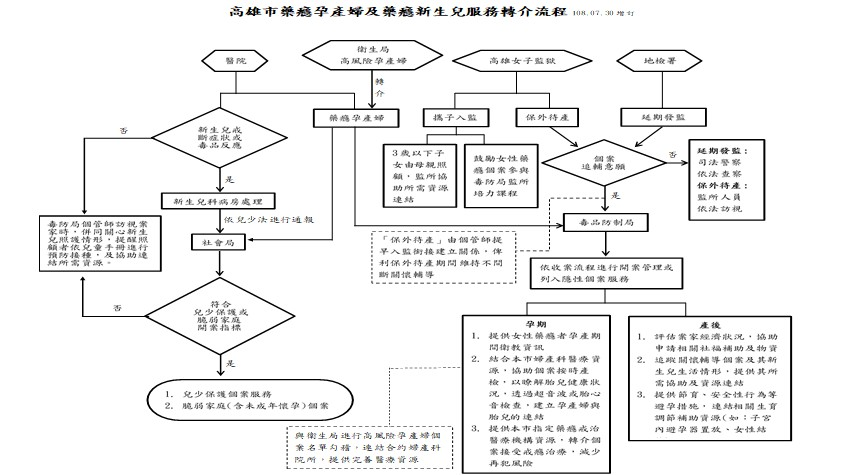 高雄市藥癮孕產婦及藥癮新生兒服務轉介流程 108.07.30 增訂
醫院
衛生局
高風險孕產婦
高雄女子監獄
地檢署
轉
介
藥癮孕產婦
攜子入監
保外待產
延期發監
否
新生兒戒
斷症狀或
毒品反應
是
3 歲以下子
女由母親照
顧，監所協
助所需資源
連結
鼓勵女性藥
癮個案參與
毒防局監所
培力課程
個案
追輔意願
否
是
延期發監：
司法警察
依法查察
保外待產：
監所人員
依法訪視
新生兒科病房處理
依兒少法進行通報
社會局
毒品防制局
毒防局個管師訪視案
家時，併同關心新生
兒照護情形，提醒照
顧者依兒童手冊進行
預防接種，及協助連
結所需資源。
「保外待產」由個管師提
早入監銜接建立關係，俾
利保外待產期間維持不間
斷關懷輔導
依收案流程進行開案管理或
列入隱性個案服務
否
符合
兒少保護或
脆弱家庭
開案指標
是
1. 兒少保護個案服務
2. 脆弱家庭(含未成年懷孕)個案
孕期
1. 提供女性藥癮者孕產期
間衛教資訊
2. 結合本市婦產科醫療資
源，協助個案按時產
檢，以瞭解胎兒健康狀
況，透過超音波或胎心
音檢查，建立孕產婦與
胎兒的連結
3. 提供本市指定藥癮戒治
醫療機構資源，轉介個
案接受戒癮治療，減少
再犯風險
產後
1. 評估案家經濟狀況，協助
申請相關社福補助及物資
2. 追蹤關懷輔導個案及其新
生兒生活情形，提供其所
需協助及資源連結
3. 提供節育、安全性行為等
避孕措施，連結相關生育
調節補助資源(如：子宮
內避孕器置放、女性結
與衛生局進行高風險孕產婦個
案名單勾稽，連結合約婦產科
院所，提供完善醫療資源